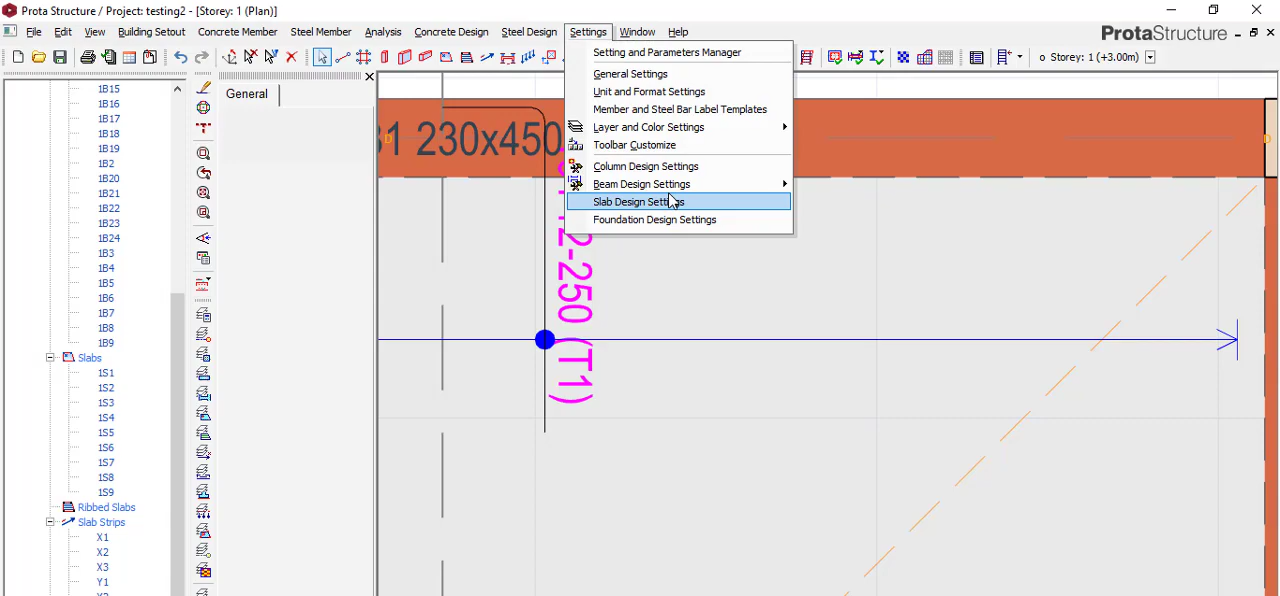 Prota Structure / Project: testing2 - [Storey: 1 (Plan)]
File Edit View Building Setout Concrete Member Steel Member Analysis Concrete Design Steel Design Settings Window Help
ProtaStructure
Storey: 1 (+3.00m)
Setting and Parameters Manager
General Settings
Unit and Format Settings
Member and Steel Bar Label Templates
Layer and Color Settings
Toolbar Customize
Column Design Settings
Beam Design Settings
Slab Design Settings
Foundation Design Settings
General
1B15
1B16
1B17
1B18
1B19
1B2
1B20
1B21
1B22
1B23
1B24
1B3
1B4
1B5
1B6
1B7
1B8
1B9
Slabs
1S1
1S2
1S3
1S4
1S5
1S6
1S7
1S8
1S9
Ribbed Slabs
Slab Strips
X1
X2
X3
Y1
230x450
-250 (T1)